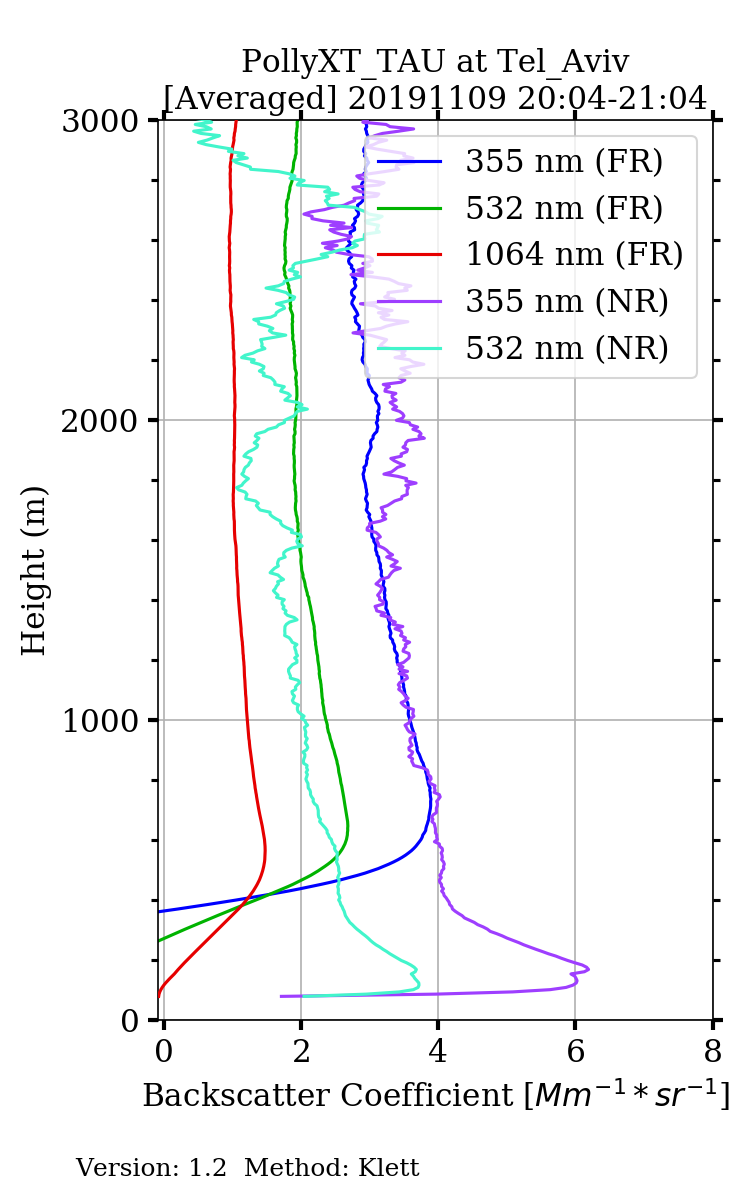 PollyXT_TAU at Tel_Aviv
[Averaged] 20191109 20:04-21:04
3000
2000
1000
0
Height (m)
355 nm (FR)
532 nm (FR)
1064 nm (FR)
355 nm (NR)
532 nm (NR)
0 2 4 6 8
Backscatter Coefficient [Mm⁻¹ * sr⁻¹]
Version: 1.2 Method: Klett